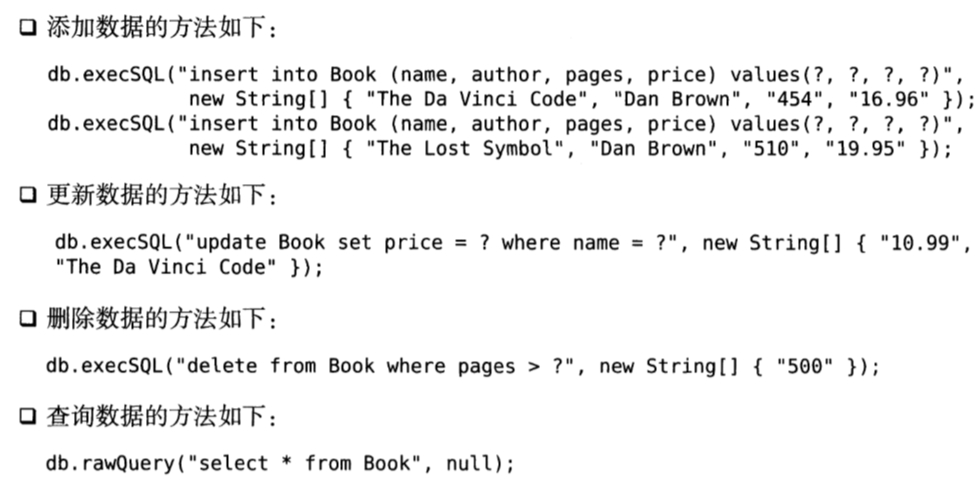 ❑ 添加数据的方法如下：
db.execSQL("insert into Book (name, author, pages, price) values(?, ?, ?, ?)",
new String[] { "The Da Vinci Code", "Dan Brown", "454", "16.96" });
db.execSQL("insert into Book (name, author, pages, price) values(?, ?, ?, ?)",
new String[] { "The Lost Symbol", "Dan Brown", "510", "19.95" });
❑ 更新数据的方法如下：
db.execSQL("update Book set price = ? where name = ?", new String[] { "10.99",
"The Da Vinci Code" });
❑ 删除数据的方法如下：
db.execSQL("delete from Book where pages > ?", new String[] { "500" });
❑ 查询数据的方法如下：
db.rawQuery("select * from Book", null);